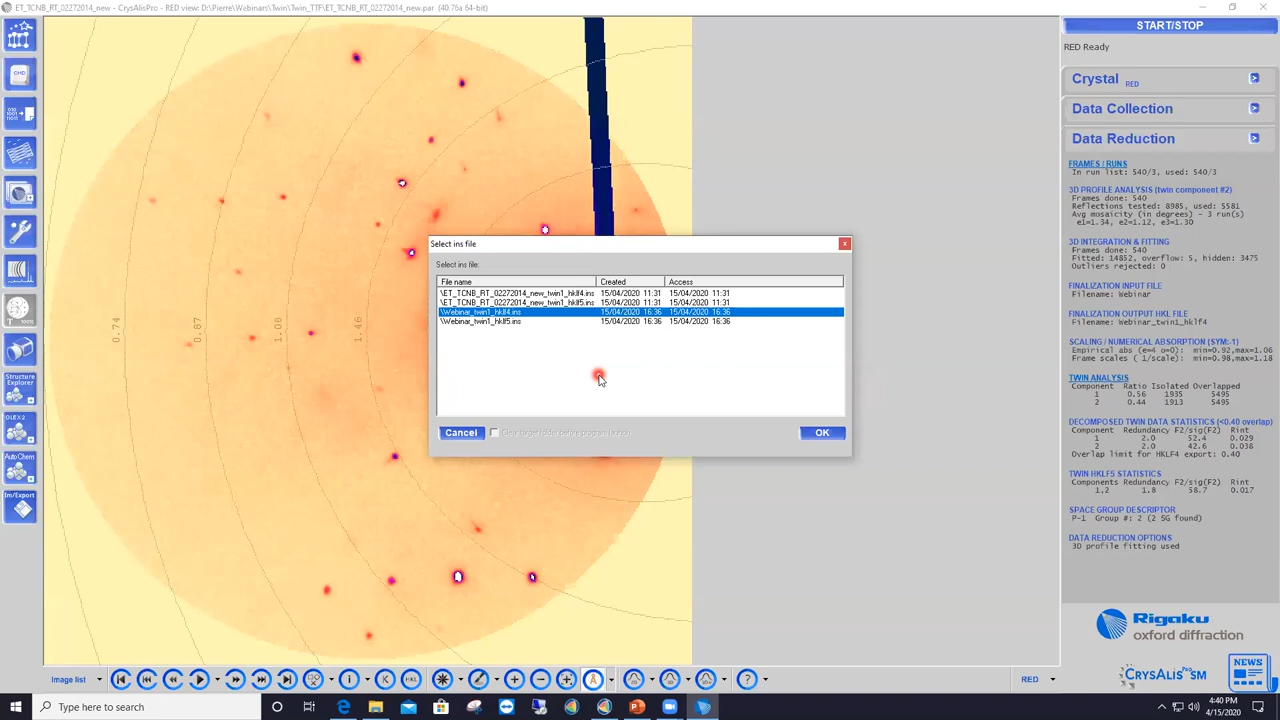 ET_TCNB_RT_02272014_new - CrysAlisPro - RED view: D:\Pierre\Webinars\Twin\Twin_TTF\ET_TCNB_RT_02272014_new.par (40.76a 64-bit)
START/STOP
RED Ready
Crystal RED
Data Collection
Data Reduction
FRAMES / RUNS
In run list: 540/3, used: 540/3
3D PROFILE ANALYSIS (twin component #2)
Frames done: 540
Reflections tested: 8985, used: 5581
Avg mosaicity (in degrees) - 3 run(s)
e1=1.34, e2=1.12, e3=1.30
3D INTEGRATION & FITTING
Frames done: 540
Fitted: 14852, overflow: 5, hidden: 3475
Outliers rejected: 0
FINALIZATION INPUT FILE
Filename: Webinar
FINALIZATION OUTPUT HKL FILE
Filename: Webinar_twin1_hklf4
SCALING / NUMERICAL ABSORPTION (SYM:-1)
Empirical abs (e=4 o=0): min=0.92,max=1.06
Frame scales ( 1/scale): min=0.98,max=1.18
TWIN ANALYSIS
Component Ratio Isolated Overlapped
1 0.56 1935 5495
2 0.44 1913 5495
DECOMPOSED TWIN DATA STATISTICS (<0.40 overlap)
Component Redundancy F2/sig(F2) Rint
1 2.0 52.4 0.029
2 2.0 42.6 0.038
Overlap limit for HKLF4 export: 0.40
TWIN HKLF5 STATISTICS
Components Redundancy F2/sig(F2) Rint
1,2 1.8 58.7 0.017
SPACE GROUP DESCRIPTOR
P-1 Group #: 2 (2 SG found)
DATA REDUCTION OPTIONS
3D profile fitting used
Rigaku
oxford diffraction
CrysAlis Pro SM
NEWS
CMD
Structure Explorer
OLEX 2
AutoChem
Im/Export
0.74
0.87
1.08
1.46
Select ins file
Select ins file:
File name Created Access
\ET_TCNB_RT_02272014_new_twin1_hklf4.ins 15/04/2020 11:31 15/04/2020 11:31
\ET_TCNB_RT_02272014_new_twin1_hklf5.ins 15/04/2020 11:31 15/04/2020 11:31
\Webinar_twin1_hklf4.ins 15/04/2020 16:36 15/04/2020 16:36
\Webinar_twin1_hklf5.ins 15/04/2020 16:36 15/04/2020 16:36
Cancel
Clear target folder before program launch
OK
Image list
K
HKL
Å
RED
Type here to search
4:40 PM
4/15/2020